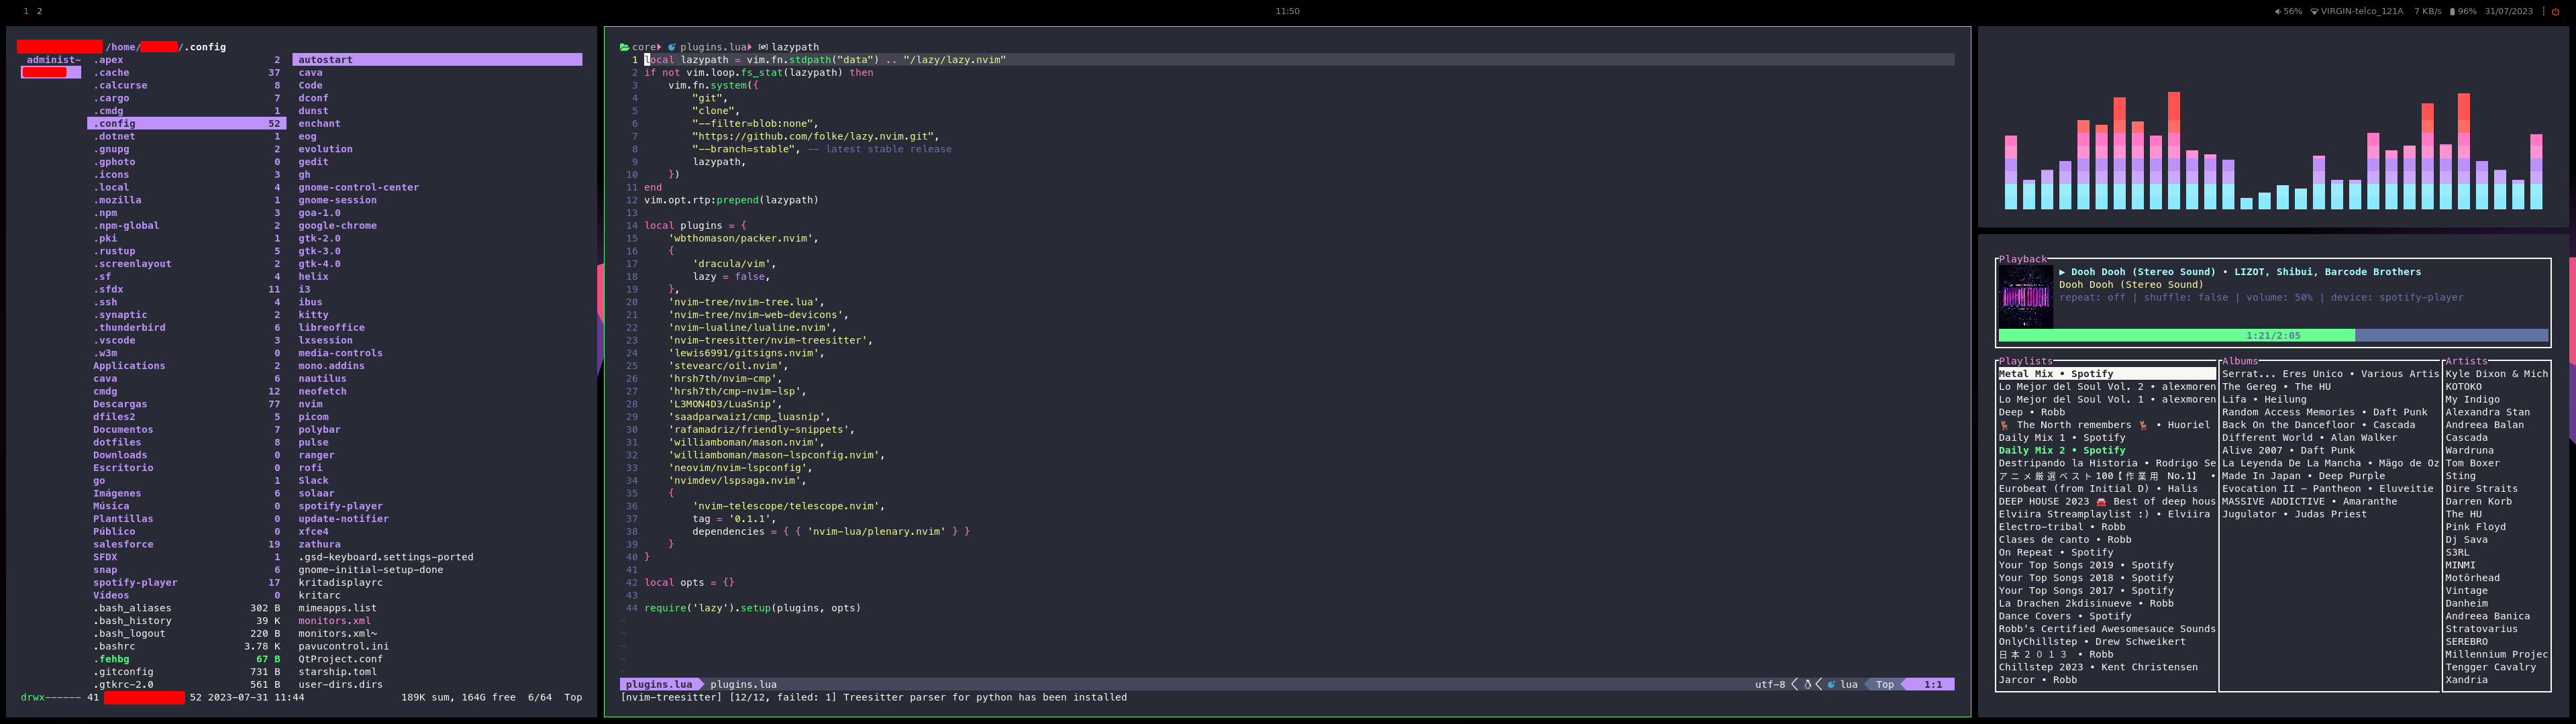 1 2
11:50
56% VIRGIN-telco_121A 7 KB/s 96% 31/07/2023
/home/ /.config
administ~
.apex 2
.cache 37
.calcurse 8
.cargo 7
.cmdg 1
.config 52
.dotnet 1
.gnupg 2
.gphoto 0
.icons 3
.local 4
.mozilla 1
.npm 3
.npm-global 2
.pki 1
.rustup 5
.screenlayout 2
.sf 4
.sfdx 11
.ssh 4
.synaptic 2
.thunderbird 6
.vscode 3
.w3m 0
Applications 2
cava 6
cmdg 12
Descargas 77
dfiles2 5
Documentos 7
dotfiles 8
Downloads 0
Escritorio 0
go 1
Imágenes 6
Música 0
Plantillas 0
Público 0
salesforce 19
SFDX 1
snap 6
spotify-player 17
Vídeos 0
.bash_aliases 302 B
.bash_history 39 K
.bash_logout 220 B
.bashrc 3.78 K
.fehbg 67 B
.gitconfig 731 B
.gtkrc-2.0 561 B
autostart
cava
Code
dconf
dunst
enchant
eog
evolution
gedit
gh
gnome-control-center
gnome-session
goa-1.0
google-chrome
gtk-2.0
gtk-3.0
gtk-4.0
helix
i3
ibus
kitty
libreoffice
lxsession
media-controls
mono.addins
nautilus
neofetch
nvim
picom
polybar
pulse
ranger
rofi
Slack
solaar
spotify-player
update-notifier
xfce4
zathura
.gsd-keyboard.settings-ported
gnome-initial-setup-done
kritadisplayrc
kritarc
mimeapps.list
monitors.xml
monitors.xml~
pavucontrol.ini
QtProject.conf
starship.toml
user-dirs.dirs
drwx------ 41 52 2023-07-31 11:44 189K sum, 164G free 6/64 Top
core plugins.lua lazypath
1 local lazypath = vim.fn.stdpath("data") .. "/lazy/lazy.nvim"
2 if not vim.loop.fs_stat(lazypath) then
3 vim.fn.system({
4 "git",
5 "clone",
6 "--filter=blob:none",
7 "https://github.com/folke/lazy.nvim.git",
8 "--branch=stable", -- latest stable release
9 lazypath,
10 })
11 end
12 vim.opt.rtp:prepend(lazypath)
13
14 local plugins = {
15 'wbthomason/packer.nvim',
16 {
17 'dracula/vim',
18 lazy = false,
19 },
20 'nvim-tree/nvim-tree.lua',
21 'nvim-tree/nvim-web-devicons',
22 'nvim-lualine/lualine.nvim',
23 'nvim-treesitter/nvim-treesitter',
24 'lewis6991/gitsigns.nvim',
25 'stevearc/oil.nvim',
26 'hrsh7th/nvim-cmp',
27 'hrsh7th/cmp-nvim-lsp',
28 'L3MON4D3/LuaSnip',
29 'saadparwaiz1/cmp_luasnip',
30 'rafamadriz/friendly-snippets',
31 'williamboman/mason.nvim',
32 'williamboman/mason-lspconfig.nvim',
33 'neovim/nvim-lspconfig',
34 'nvimdev/lspsaga.nvim',
35 {
36 'nvim-telescope/telescope.nvim',
37 tag = '0.1.1',
38 dependencies = { { 'nvim-lua/plenary.nvim' } }
39 }
40 }
41
42 local opts = {}
43
44 require('lazy').setup(plugins, opts)
~
~
~
~
~
plugins.lua plugins.lua utf-8 lua Top 1:1
[nvim-treesitter] [12/12, failed: 1] Treesitter parser for python has been installed
Playback
▶ Dooh Dooh (Stereo Sound) • LIZOT, Shibui, Barcode Brothers
Dooh Dooh (Stereo Sound)
repeat: off | shuffle: false | volume: 50% | device: spotify-player
1:21/2:05
Playlists
Metal Mix • Spotify
Lo Mejor del Soul Vol. 2 • alexmoren
Lo Mejor del Soul Vol. 1 • alexmoren
Deep • Robb
🦌 The North remembers 🦌 • Huoriel
Daily Mix 1 • Spotify
Daily Mix 2 • Spotify
Destripando la Historia • Rodrigo Se
アニメ厳選ベスト100【作業用 No.1】 •
Eurobeat (from Initial D) • Halis
DEEP HOUSE 2023 🚘 Best of deep hous
Elviira Streamplaylist :) • Elviira
Electro-tribal • Robb
Clases de canto • Robb
On Repeat • Spotify
Your Top Songs 2019 • Spotify
Your Top Songs 2018 • Spotify
Your Top Songs 2017 • Spotify
La Drachen 2kdisinueve • Robb
Dance Covers • Spotify
Robb's Certified Awesomesauce Sounds
OnlyChillstep • Drew Schweikert
日本２０１３ • Robb
Chillstep 2023 • Kent Christensen
Jarcor • Robb
Albums
Serrat... Eres Unico • Various Artis
The Gereg • The HU
Lifa • Heilung
Random Access Memories • Daft Punk
Back On the Dancefloor • Cascada
Different World • Alan Walker
Alive 2007 • Daft Punk
La Leyenda De La Mancha • Mägo de Oz
Made In Japan • Deep Purple
Evocation II – Pantheon • Eluveitie
MASSIVE ADDICTIVE • Amaranthe
Jugulator • Judas Priest
Artists
Kyle Dixon & Mich
KOTOKO
My Indigo
Alexandra Stan
Andreea Balan
Cascada
Wardruna
Tom Boxer
Sting
Dire Straits
Darren Korb
The HU
Pink Floyd
Dj Sava
S3RL
MINMI
Motörhead
Vintage
Danheim
Andreea Banica
Stratovarius
SEREBRO
Millennium Projec
Tengger Cavalry
Xandria